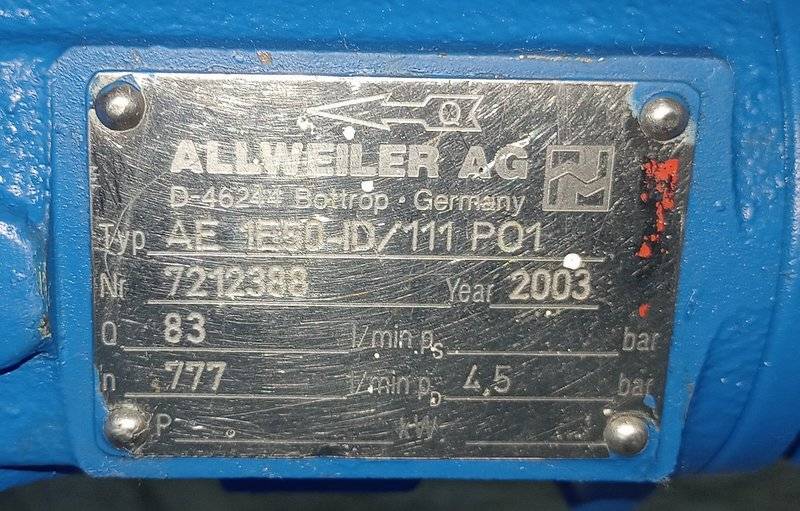 ALLWEILER AG
D-46244 Bottrop · Germany
Typ AE 1E50-ID/111 P01
Nr 7212388 Year 2003
Q 83 l/min ps bar
n 777 1/min pD 4,5 bar
P kW